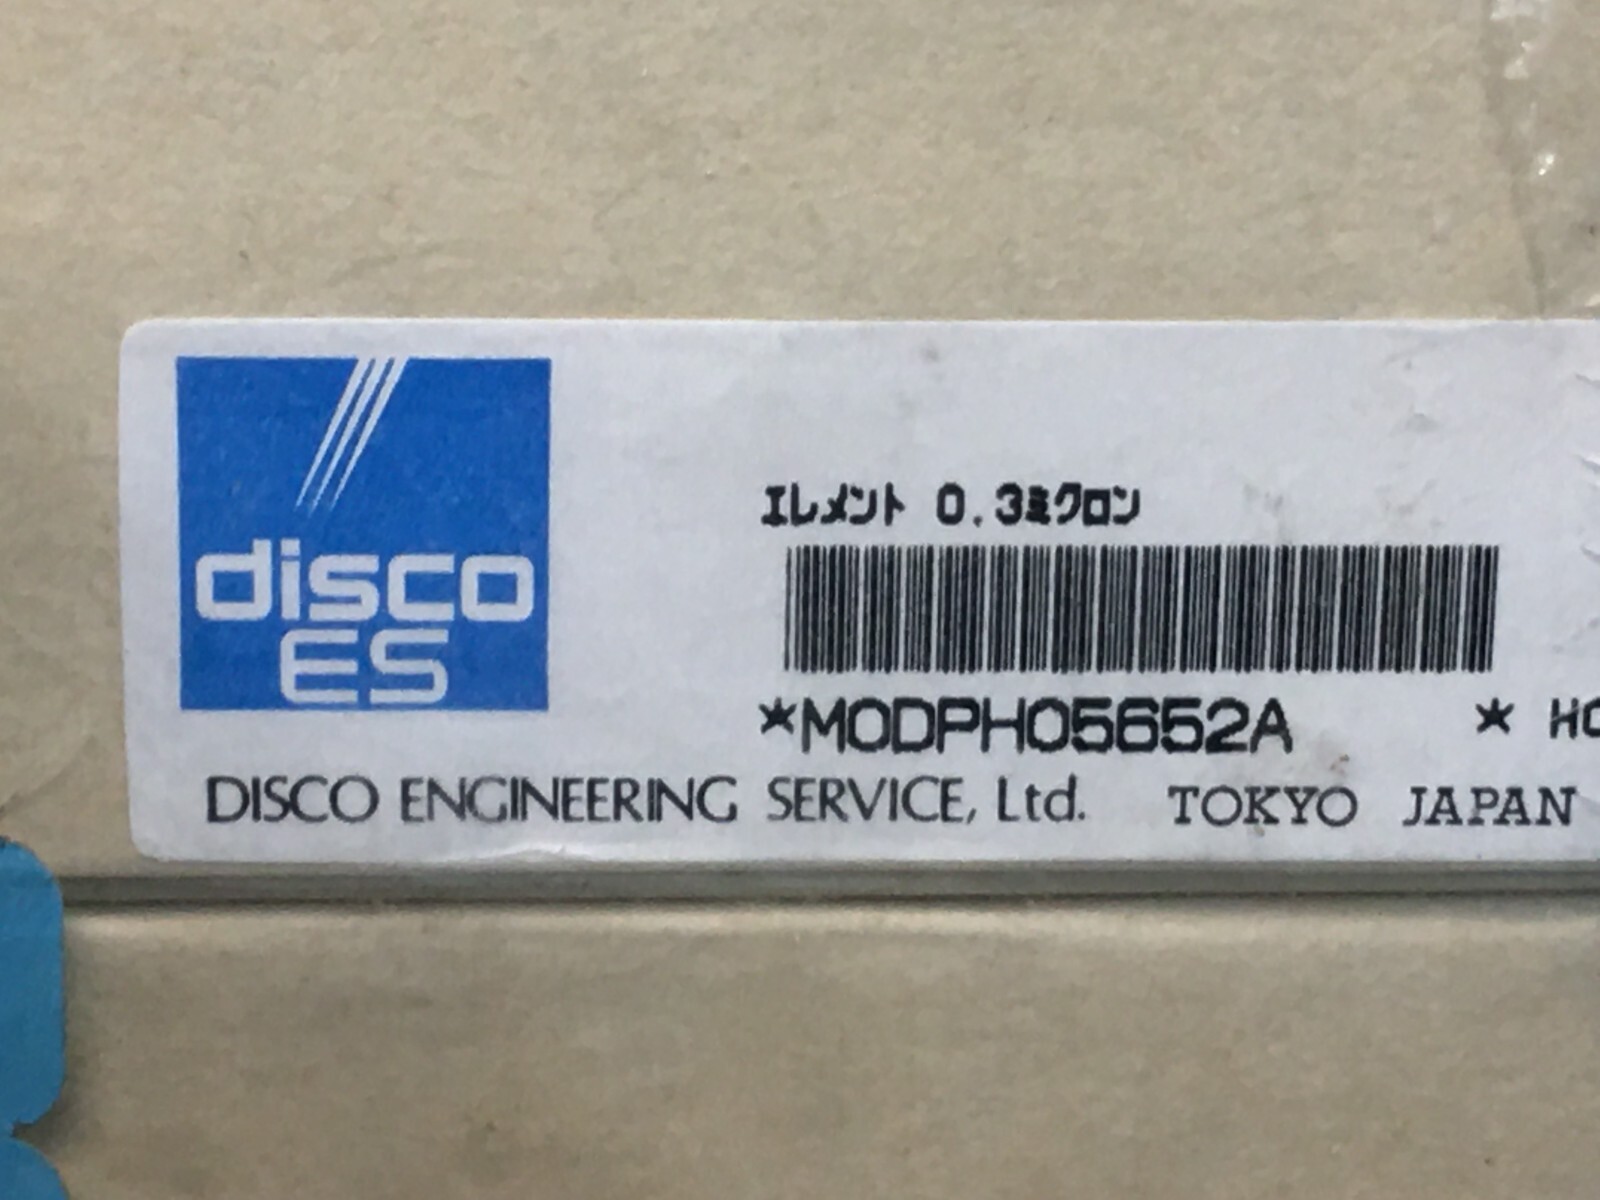 disco
ES
エレメント 0.3ミクロン
*MODPH05652A * HC
DISCO ENGINEERING SERVICE, Ltd. TOKYO JAPAN